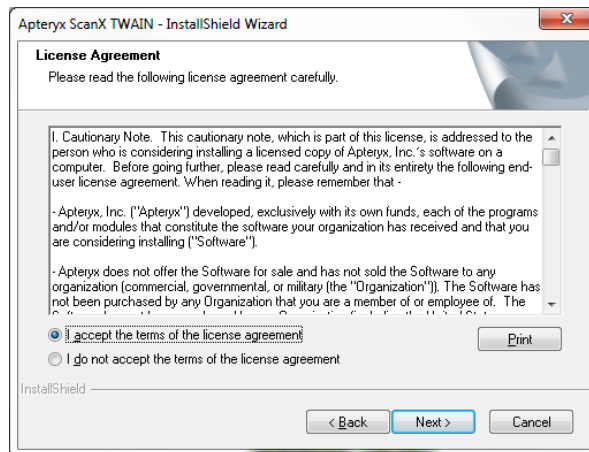 Apteryx ScanX TWAIN - InstallShield Wizard
License Agreement
Please read the following license agreement carefully.
I. Cautionary Note.  This cautionary note, which is part of this license, is addressed to the
person who is considering installing a licensed copy of Apteryx, Inc.'s software on a
computer.  Before going further, please read carefully and in its entirety the following end-
user license agreement. When reading it, please remember that -
- Apteryx, Inc. ("Apteryx") developed, exclusively with its own funds, each of the programs
and/or modules that constitute the software your organization has received and that you
are considering installing ("Software").
- Apteryx does not offer the Software for sale and has not sold the Software to any
organization (commercial, governmental, or military (the "Organization")). The Software has
not been purchased by any Organization that you are a member of or employee of.  The
I accept the terms of the license agreement
I do not accept the terms of the license agreement
Print
InstallShield
< Back
Next >
Cancel